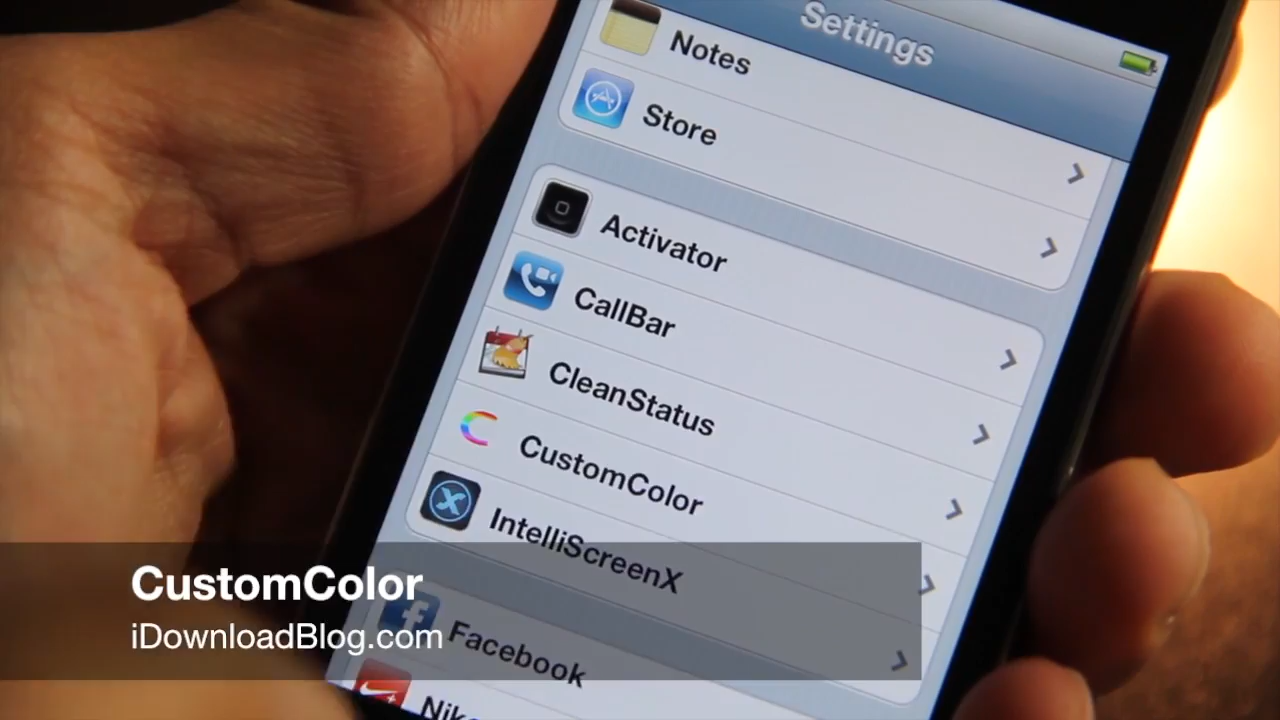 Settings
Notes
Store
Activator
CallBar
CleanStatus
CustomColor
IntelliScreenX
Facebook
CustomColor
iDownloadBlog.com